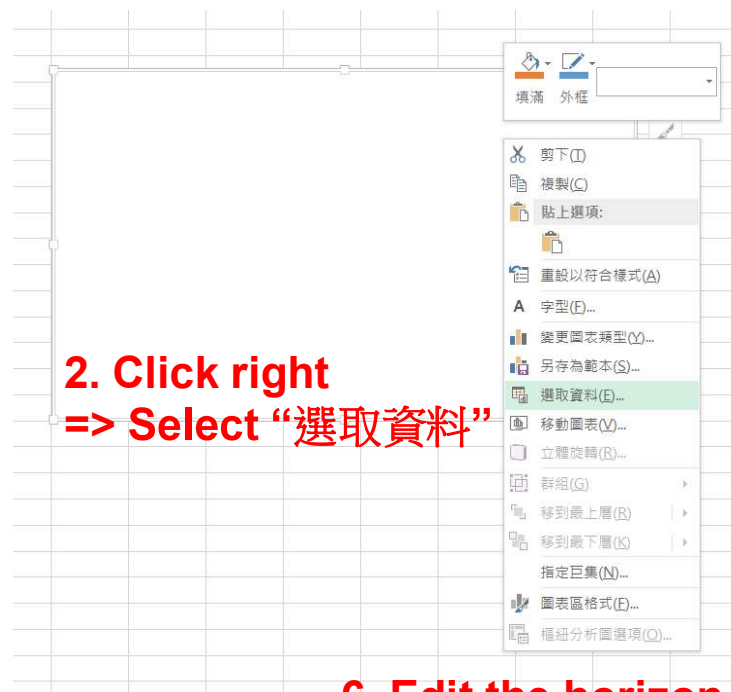 填滿 外框
剪下(T)
複製(C)
貼上選項:
重設以符合樣式(A)
A 字型(F)...
變更圖表類型(Y)...
另存為範本(S)...
選取資料(E)...
移動圖表(V)...
立體旋轉(R)...
群組(G)
移到最上層(R)
移到最下層(K)
指定巨集(N)...
圖表區格式(F)...
樞紐分析圖選項(O)...
2. Click right
=> Select “選取資料”
6. Edit the horizon